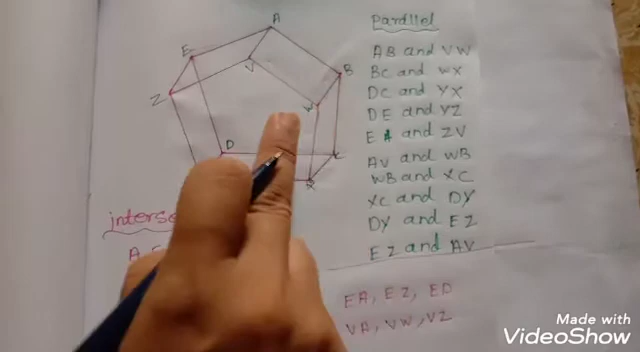 Parallel
A
E
B
V
Z
W
D
AB and VW
BC and WX
DC and YX
DE and YZ
EA and ZV
AV and WB
WB and XC
XC and DY
DY and EZ
EZ and AV
EA, EZ, ED
VA, VW, VZ
Made with
VideoShow